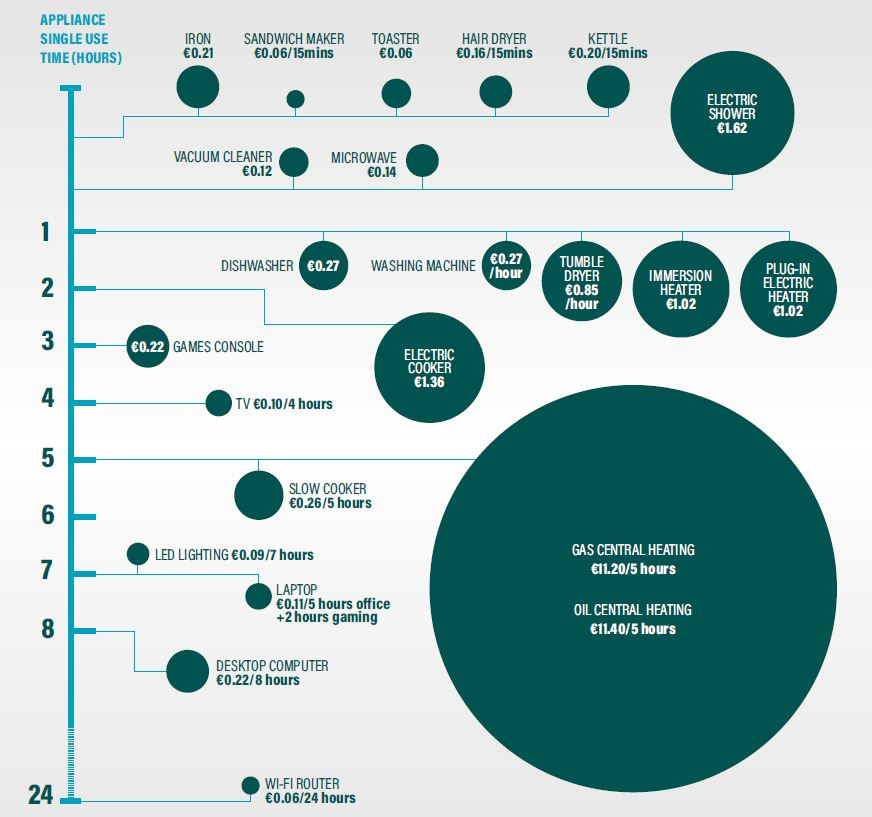 APPLIANCE
SINGLE USE
TIME (HOURS)
IRON
€0.21
SANDWICH MAKER
€0.06/15mins
TOASTER
€0.06
HAIR DRYER
€0.16/15mins
KETTLE
€0.20/15mins
ELECTRIC
SHOWER
€1.62
VACUUM CLEANER
€0.12
MICROWAVE
€0.14
1
DISHWASHER
€0.27
WASHING MACHINE
€0.27
/hour
TUMBLE
DRYER
€0.85
/hour
IMMERSION
HEATER
€1.02
PLUG-IN
ELECTRIC
HEATER
€1.02
2
ELECTRIC
COOKER
€1.36
3
€0.22 GAMES CONSOLE
4
TV €0.10/4 hours
5
SLOW COOKER
€0.26/5 hours
GAS CENTRAL HEATING
€11.20/5 hours
OIL CENTRAL HEATING
€11.40/5 hours
6
LED LIGHTING €0.09/7 hours
7
LAPTOP
€0.11/5 hours office
+2 hours gaming
8
DESKTOP COMPUTER
€0.22/8 hours
24
WI-FI ROUTER
€0.06/24 hours